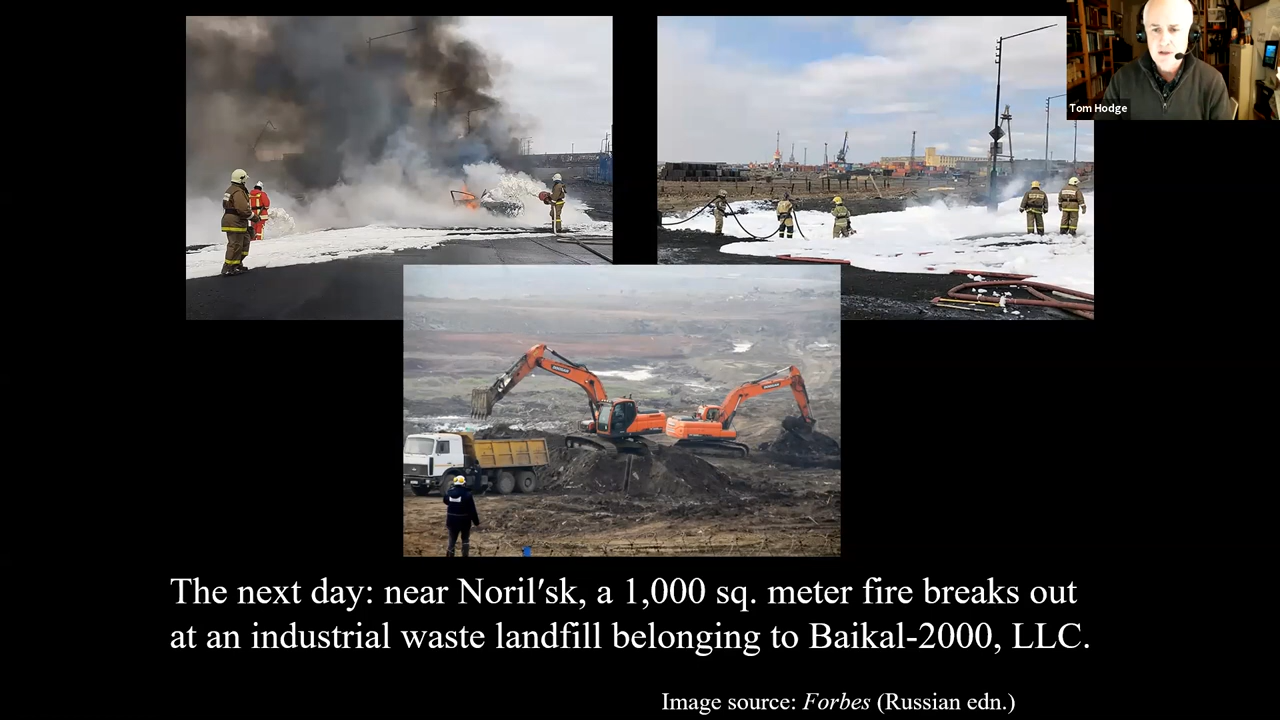 Tom Hodge
The next day: near Noril′sk, a 1,000 sq. meter fire breaks out
at an industrial waste landfill belonging to Baikal-2000, LLC.
Image source: Forbes (Russian edn.)